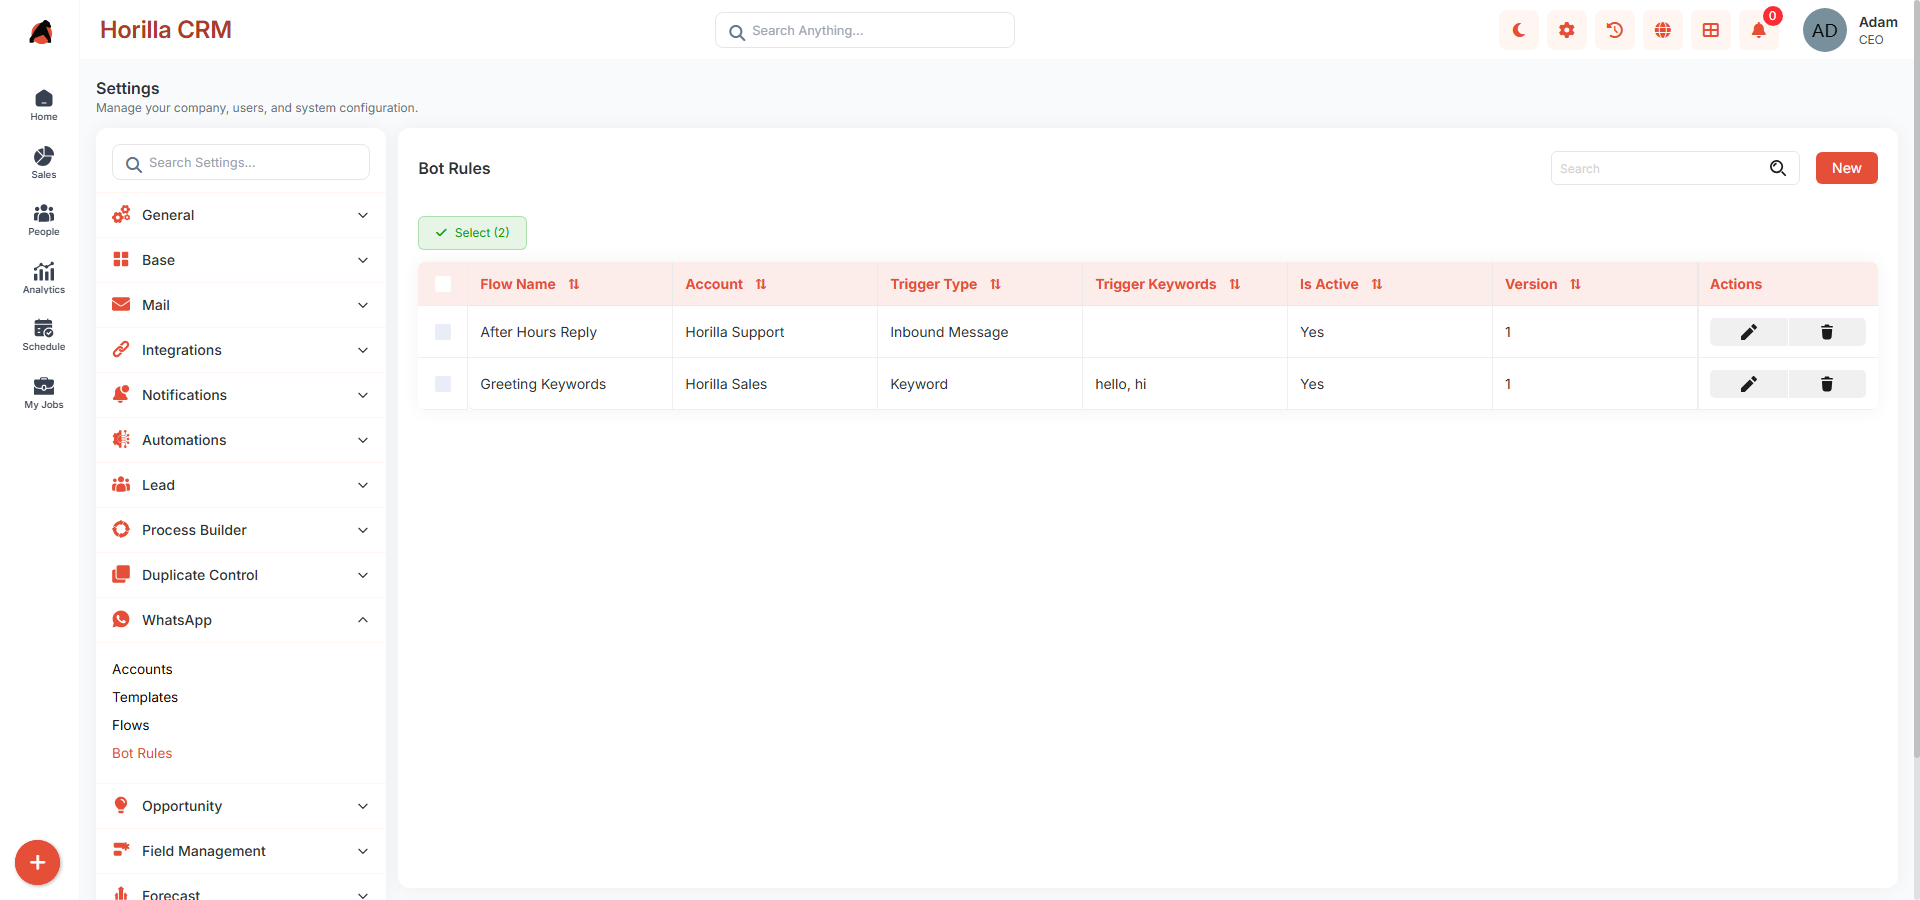 Horilla CRM
Search Anything...
0
AD
Adam
CEO
Home
Sales
People
Analytics
Schedule
My Jobs
Settings
Manage your company, users, and system configuration.
Search Settings...
General
Base
Mail
Integrations
Notifications
Automations
Lead
Process Builder
Duplicate Control
WhatsApp
Accounts
Templates
Flows
Bot Rules
Opportunity
Field Management
Forecast
Bot Rules
Search
New
Select (2)
Flow Name Account Trigger Type Trigger Keywords Is Active Version Actions
After Hours Reply Horilla Support Inbound Message Yes 1
Greeting Keywords Horilla Sales Keyword hello, hi Yes 1